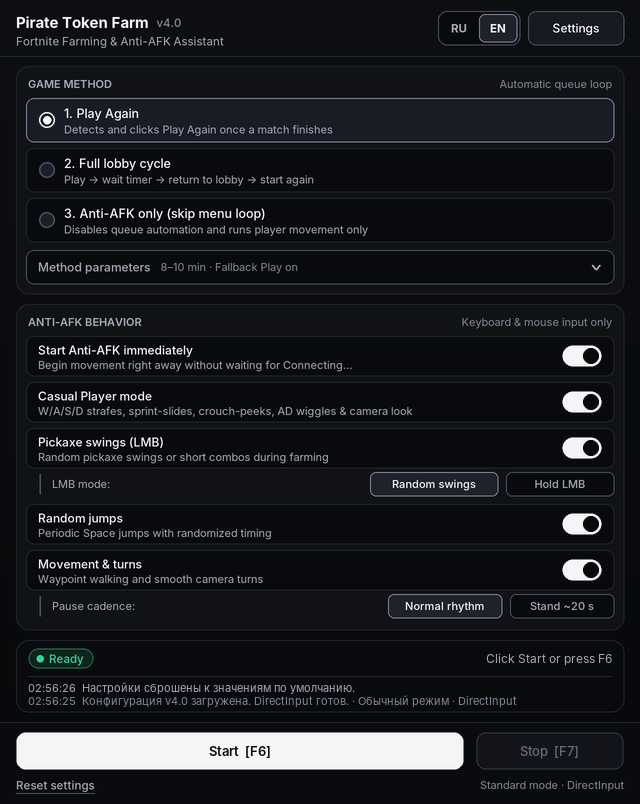 Pirate Token Farm v4.0
Fortnite Farming & Anti-AFK Assistant
RU EN Settings
GAME METHOD Automatic queue loop
1. Play Again
Detects and clicks Play Again once a match finishes
2. Full lobby cycle
Play → wait timer → return to lobby → start again
3. Anti-AFK only (skip menu loop)
Disables queue automation and runs player movement only
Method parameters 8–10 min · Fallback Play on
ANTI-AFK BEHAVIOR Keyboard & mouse input only
Start Anti-AFK immediately
Begin movement right away without waiting for Connecting...
Casual Player mode
W/A/S/D strafes, sprint-slides, crouch-peeks, AD wiggles & camera look
Pickaxe swings (LMB)
Random pickaxe swings or short combos during farming
LMB mode: Random swings Hold LMB
Random jumps
Periodic Space jumps with randomized timing
Movement & turns
Waypoint walking and smooth camera turns
Pause cadence: Normal rhythm Stand ~20 s
Ready Click Start or press F6
02:56:26 Настройки сброшены к значениям по умолчанию.
02:56:25 Конфигурация v4.0 загружена. DirectInput готов. · Обычный режим · DirectInput
Start [F6] Stop [F7]
Reset settings Standard mode · DirectInput